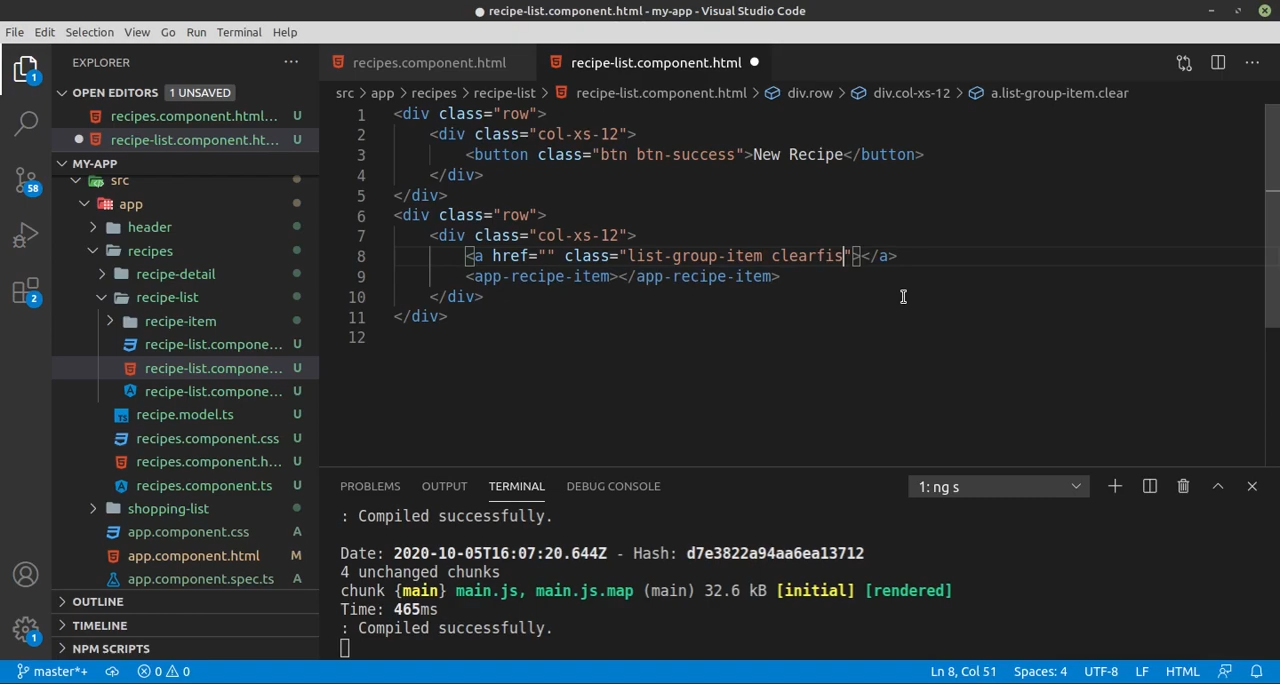 ● recipe-list.component.html - my-app - Visual Studio Code
File Edit Selection View Go Run Terminal Help
1
58
2
1
EXPLORER
OPEN EDITORS 1 UNSAVED
recipes.component.html... U
recipe-list.component.ht... U
MY-APP
src
app
header
recipes
recipe-detail
recipe-list
recipe-item
recipe-list.compone... U
recipe-list.compone... U
recipe-list.compone... U
recipe.model.ts U
recipes.component.css U
recipes.component.h... U
recipes.component.ts U
shopping-list
app.component.css A
app.component.html M
app.component.spec.ts A
OUTLINE
TIMELINE
NPM SCRIPTS
recipes.component.html recipe-list.component.html
src > app > recipes > recipe-list > recipe-list.component.html > div.row > div.col-xs-12 > a.list-group-item.clear
1 <div class="row">
2 <div class="col-xs-12">
3 <button class="btn btn-success">New Recipe</button>
4 </div>
5 </div>
6 <div class="row">
7 <div class="col-xs-12">
8 <a href="" class="list-group-item clearfis"></a>
9 <app-recipe-item></app-recipe-item>
10 </div>
11 </div>
12
PROBLEMS OUTPUT TERMINAL DEBUG CONSOLE 1: ng s
: Compiled successfully.
Date: 2020-10-05T16:07:20.644Z - Hash: d7e3822a94aa6ea13712
4 unchanged chunks
chunk {main} main.js, main.js.map (main) 32.6 kB [initial] [rendered]
Time: 465ms
: Compiled successfully.
master*+ 0 0 Ln 8, Col 51 Spaces: 4 UTF-8 LF HTML